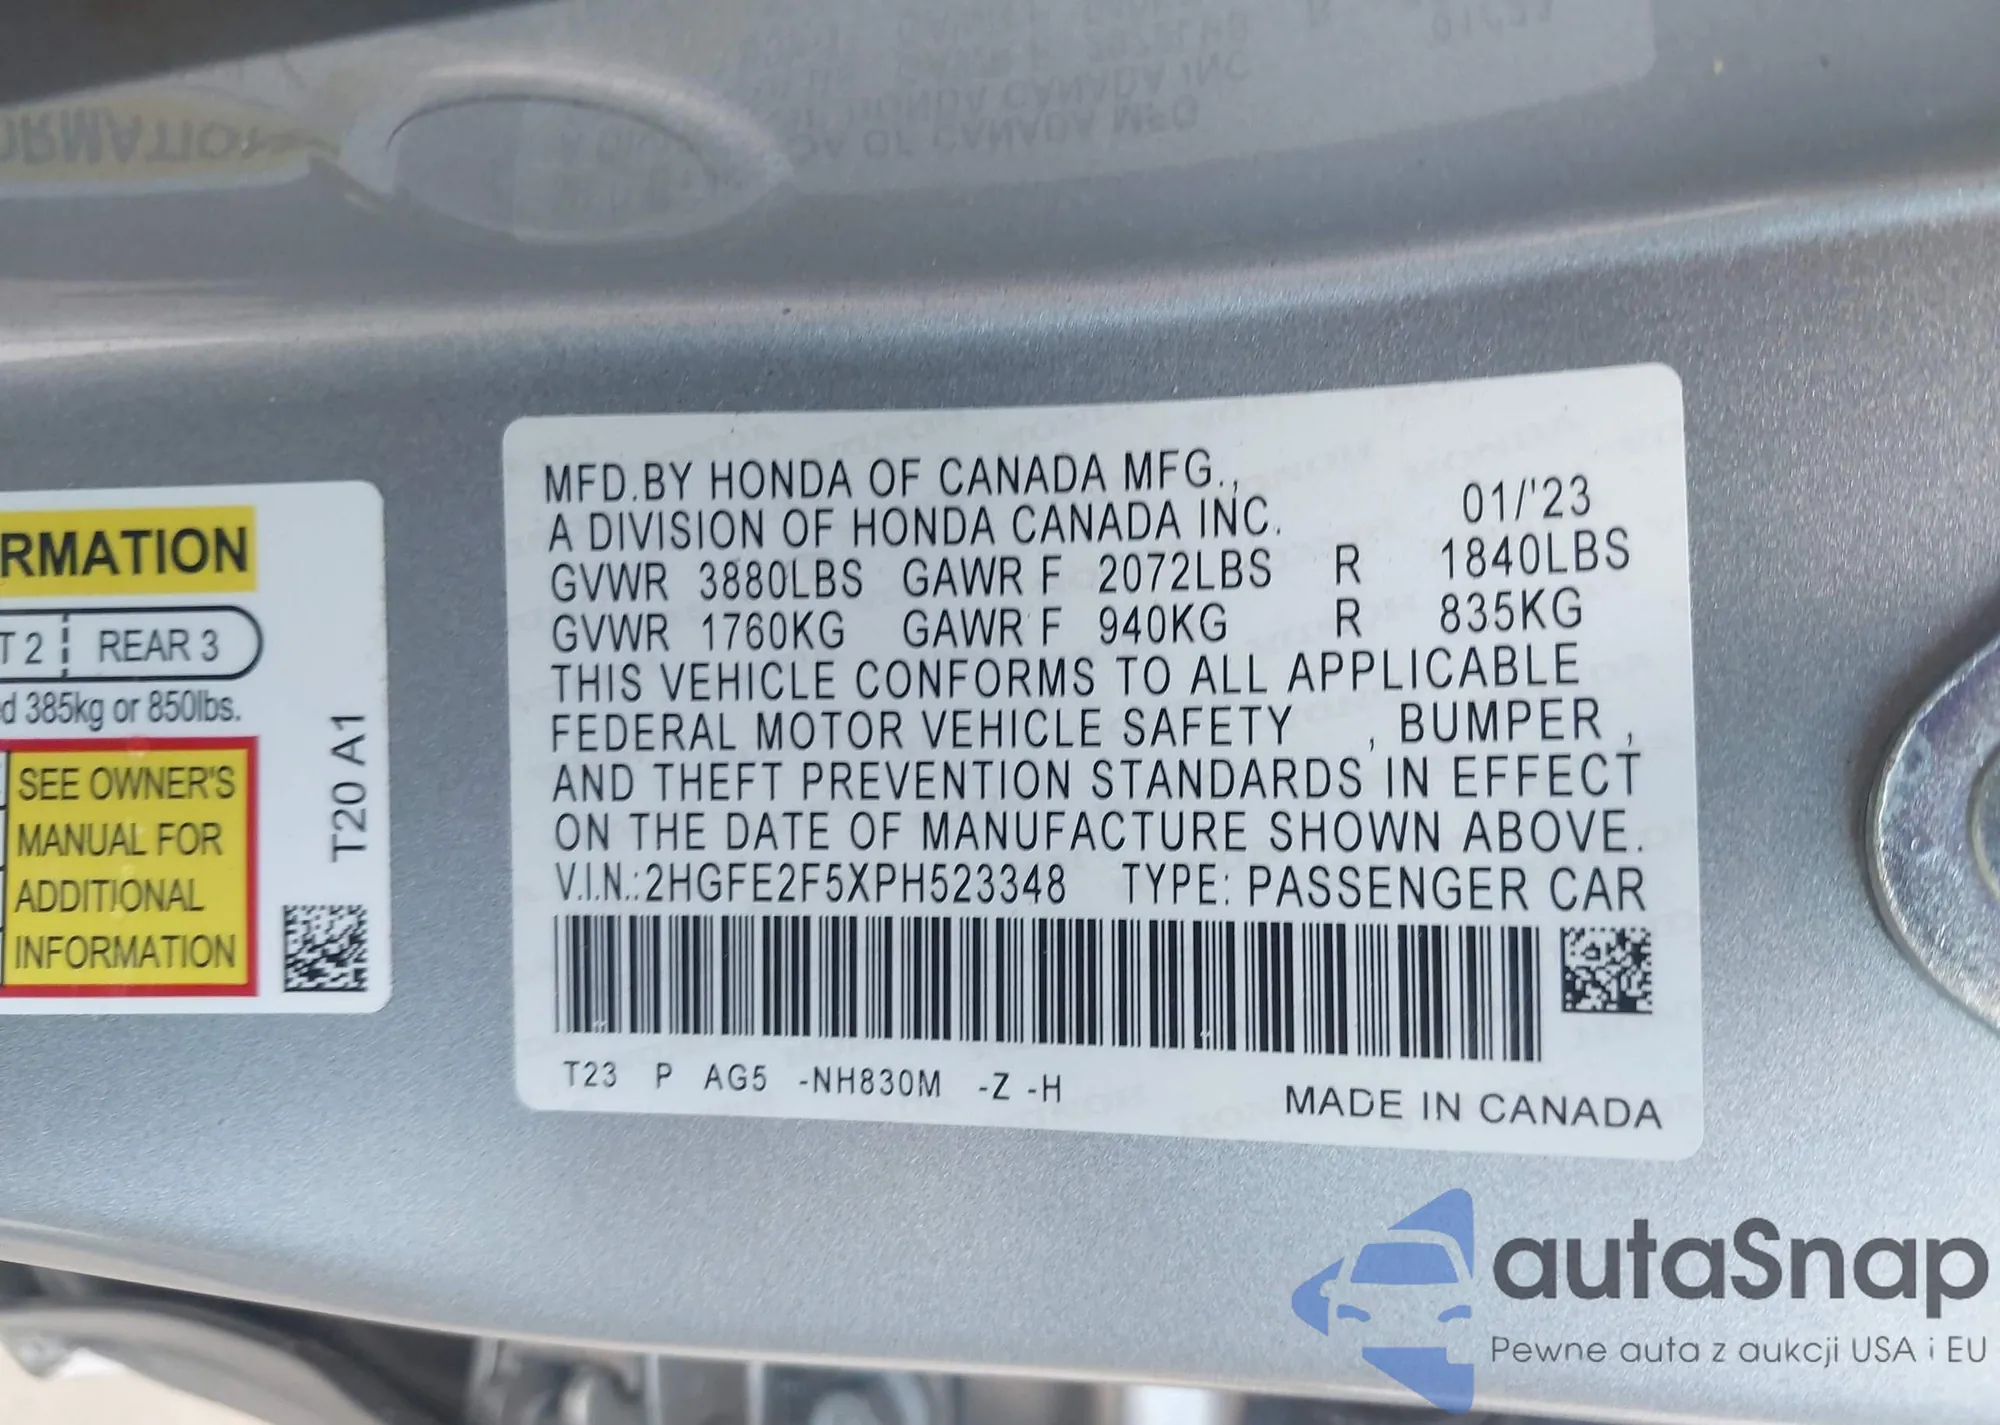 RMATION
T 2 REAR 3
d 385kg or 850lbs.
SEE OWNER'S
MANUAL FOR
ADDITIONAL
INFORMATION
T20 A1
MFD.BY HONDA OF CANADA MFG.,
A DIVISION OF HONDA CANADA INC. 01/'23
GVWR 3880LBS GAWR F 2072LBS R 1840LBS
GVWR 1760KG GAWR F 940KG R 835KG
THIS VEHICLE CONFORMS TO ALL APPLICABLE
FEDERAL MOTOR VEHICLE SAFETY , BUMPER ,
AND THEFT PREVENTION STANDARDS IN EFFECT
ON THE DATE OF MANUFACTURE SHOWN ABOVE.
V.I.N.:2HGFE2F5XPH523348 TYPE: PASSENGER CAR
T23 P AG5 -NH830M -Z -H
MADE IN CANADA
autaSnap
Pewne auta z aukcji USA i EU